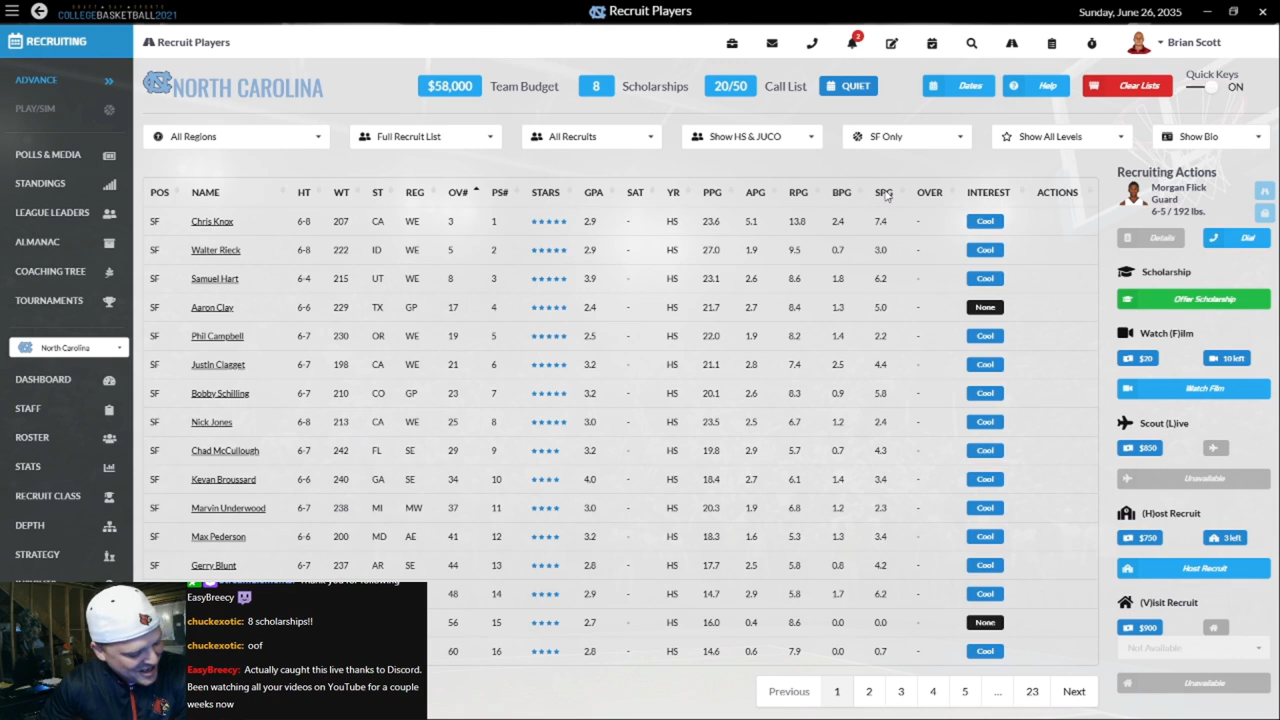 DRAFT DAY SPORTS
COLLEGEBASKETBALL2021
Recruit Players
Sunday, June 26, 2035
RECRUITING
Recruit Players
2
Brian Scott
ADVANCE
PLAY/SIM
POLLS & MEDIA
STANDINGS
LEAGUE LEADERS
ALMANAC
COACHING TREE
TOURNAMENTS
North Carolina
DASHBOARD
STAFF
ROSTER
STATS
RECRUIT CLASS
DEPTH
STRATEGY
NORTH CAROLINA
$58,000 Team Budget 8 Scholarships 20/50 Call List QUIET Dates Help Clear Lists
Quick Keys
ON
All Regions Full Recruit List All Recruits Show HS & JUCO SF Only Show All Levels Show Bio
POS NAME HT WT ST REG OV# PS# STARS GPA SAT YR PPG APG RPG BPG SPG OVER INTEREST ACTIONS
SF Chris Knox 6-8 207 CA WE 3 1 ★★★★★ 2.9 - HS 23.6 5.1 13.0 2.4 7.4 - Cool
SF Walter Rieck 6-8 222 ID WE 5 2 ★★★★★ 2.9 - HS 27.0 1.9 9.5 0.7 3.0 - Cool
SF Samuel Hart 6-4 215 UT WE 8 3 ★★★★★ 3.9 - HS 23.1 2.6 8.6 1.8 6.2 - Cool
SF Aaron Clay 6-6 229 TX GP 17 4 ★★★★★ 2.4 - HS 21.7 2.7 8.4 1.3 5.0 - None
SF Phil Campbell 6-7 230 OR WE 19 5 ★★★★★ 2.5 - HS 22.0 1.9 8.2 1.4 2.2 - Cool
SF Justin Clagget 6-7 198 CA WE 21 6 ★★★★★ 3.2 - HS 21.1 2.8 7.4 2.5 4.4 - Cool
SF Bobby Schilling 6-7 210 CO GP 23 7 ★★★★★ 3.2 - HS 20.1 2.6 8.3 0.9 5.8 - Cool
SF Nick Jones 6-8 213 CA WE 25 8 ★★★★★ 3.0 - HS 23.5 2.5 6.7 1.2 2.4 - Cool
SF Chad McCullough 6-7 242 FL SE 29 9 ★★★★ 3.2 - HS 19.8 2.9 5.7 0.7 4.3 - Cool
SF Kevan Broussard 6-6 240 GA SE 34 10 ★★★★ 4.0 - HS 18.4 2.7 6.1 1.4 3.4 - Cool
SF Marvin Underwood 6-7 238 MI MW 37 11 ★★★★ 3.0 - HS 20.3 1.9 6.8 1.2 2.3 - Cool
SF Max Pederson 6-6 200 MD AE 41 12 ★★★★ 3.2 - HS 18.3 1.6 5.3 1.3 3.4 - Cool
SF Gerry Blunt 6-7 237 AR SE 44 13 ★★★★ 2.8 - HS 17.7 2.5 5.8 0.8 4.2 - Cool
48 14 ★★★★ 2.9 - HS 14.7 2.9 5.8 1.7 6.2 - Cool
56 15 ★★★★ 2.7 - HS 16.0 0.4 8.6 0.0 0.0 - None
60 16 ★★★★ 2.8 - HS 14.6 0.6 7.9 0.0 - Cool
Previous 1 2 3 4 5 ... 23 Next
Recruiting Actions
Morgan Flick
Guard
6-5 / 192 lbs.
Details Dial
Scholarship
Offer Scholarship
Watch (F)ilm
$20 10 left
Watch Film
Scout (L)ive
$850
Unavailable
(H)ost Recruit
$750 3 left
Host Recruit
(V)isit Recruit
$900
Not Available
Unavailable
Thank you for following
EasyBreecy
chuckexotic: 8 scholarships!!
chuckexotic: oof
EasyBreecy: Actually caught this live thanks to Discord.
Been watching all your videos on YouTube for a couple
weeks now